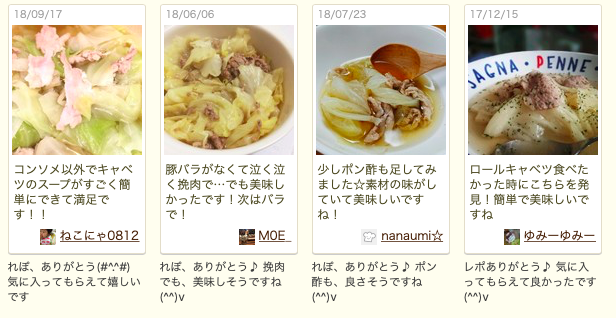 18/09/17
コンソメ以外でキャベ
ツのスープがすごく簡
単にできて満足で
す！！
ねこにゃ0812
れぽ、ありがとう(#^^#)
気に入ってもらえて嬉しい
です
18/06/06
豚バラがなくて泣く泣
く挽肉で…でも美味し
かったです！次はバラ
で！
M0E_
れぽ、ありがとう♪ 挽肉
でも、美味しそうですね
(^^)v
18/07/23
少しポン酢も足してみ
ました☆素材の味がし
ていて美味しいです
ね！
nanaumi☆
れぽ、ありがとう♪ ポン
酢も、良さそうですね
(^^)v
17/12/15
SAGNA • PENNE •
ロールキャベツ食べた
かった時にこちらを発
見！簡単で美味しいで
すね
ゆみーゆみー
レポありがとう♪ 気に入
ってもらえて良かったです
(^^)v